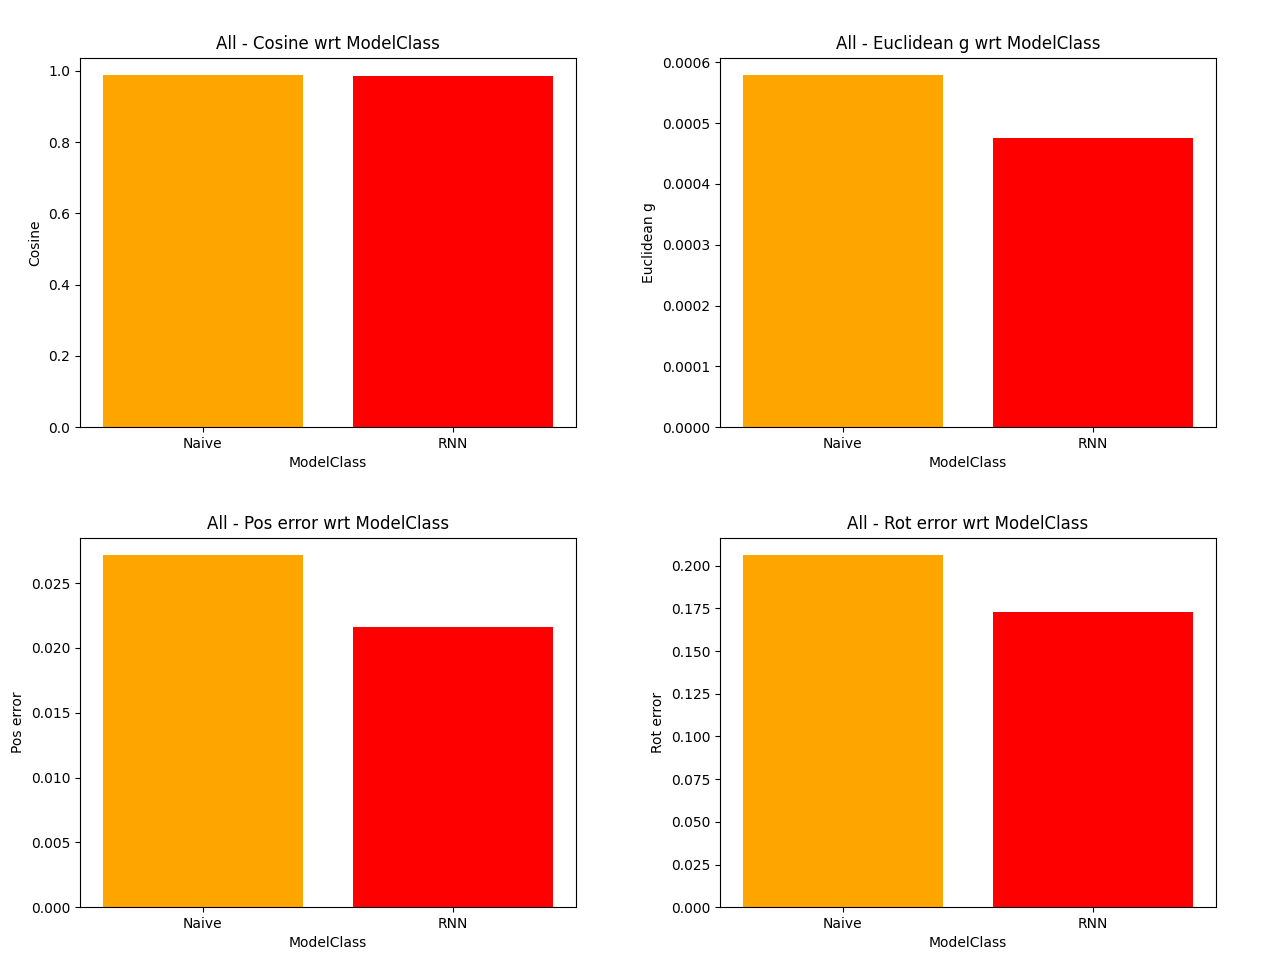 All - Cosine wrt ModelClass
Cosine
1.0
0.8
0.6
0.4
0.2
0.0
Naive RNN
ModelClass
All - Euclidean g wrt ModelClass
Euclidean g
0.0006
0.0005
0.0004
0.0003
0.0002
0.0001
0.0000
Naive RNN
ModelClass
All - Pos error wrt ModelClass
Pos error
0.025
0.020
0.015
0.010
0.005
0.000
Naive RNN
ModelClass
All - Rot error wrt ModelClass
Rot error
0.200
0.175
0.150
0.125
0.100
0.075
0.050
0.025
0.000
Naive RNN
ModelClass